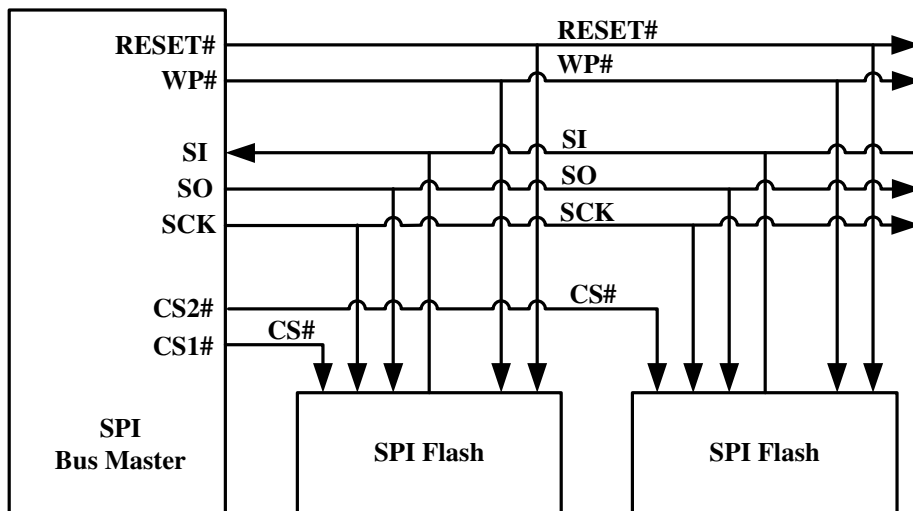 RESET#
RESET#
WP#
WP#
SI
SI
SO
SO
SCK
SCK
CS2#
CS#
CS1#
CS#
SPI
Bus Master
SPI Flash
SPI Flash